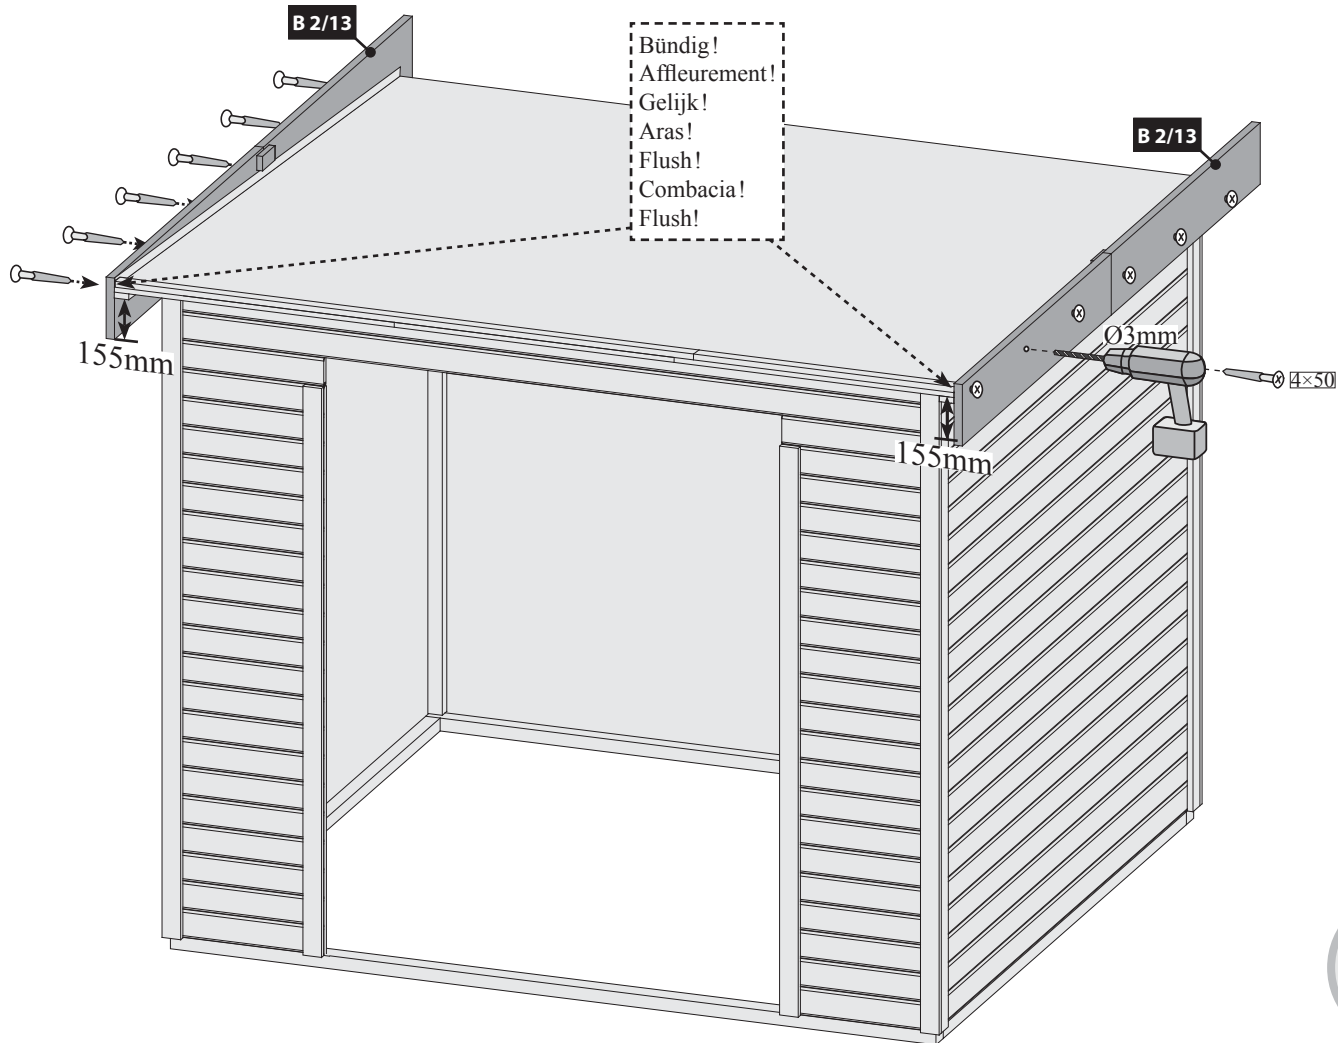 B 2/13
Bündig!
Affleurement!
Gelijk!
Aras!
Flush!
Combacia!
Flush!
B 2/13
155mm
Ø3mm
4×50
155mm